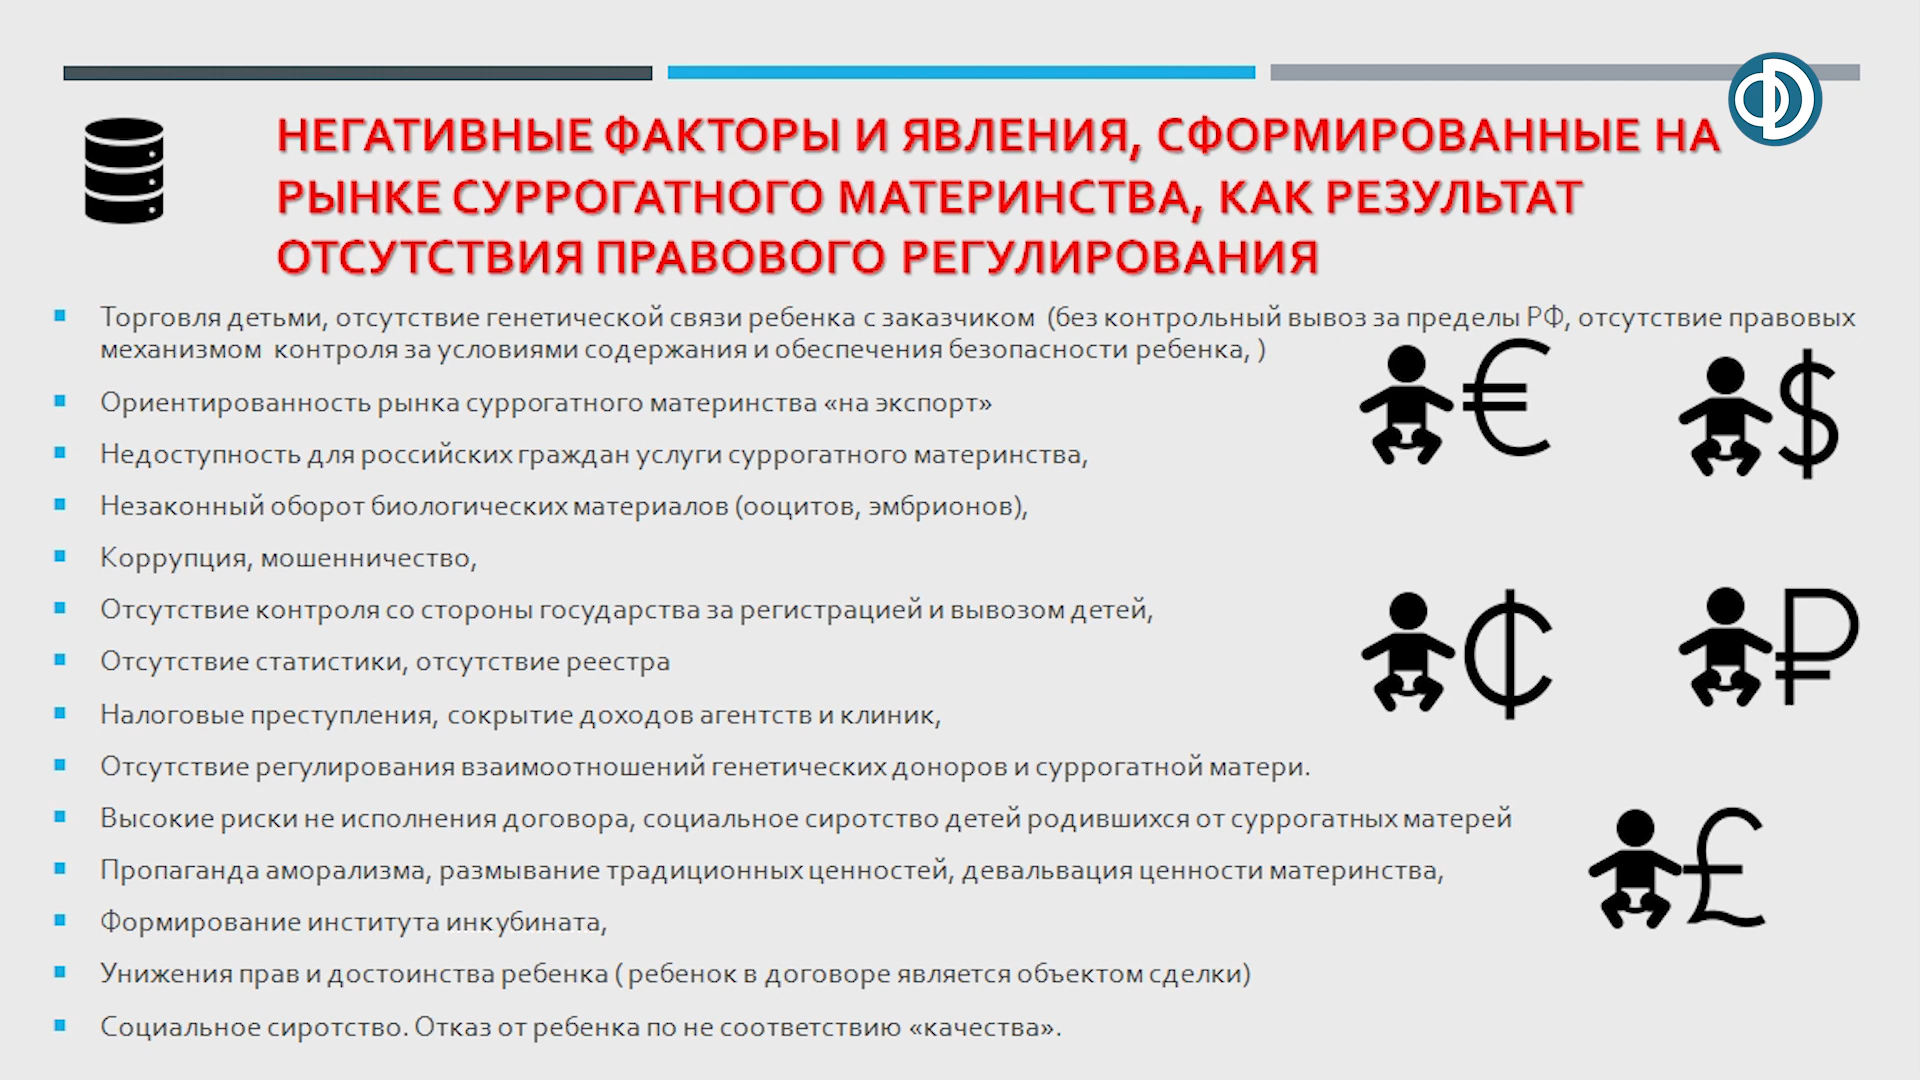 НЕГАТИВНЫЕ ФАКТОРЫ И ЯВЛЕНИЯ, СФОРМИРОВАННЫЕ НА
РЫНКЕ СУРРОГАТНОГО МАТЕРИНСТВА, КАК РЕЗУЛЬТАТ
ОТСУТСТВИЯ ПРАВОВОГО РЕГУЛИРОВАНИЯ
Торговля детьми, отсутствие генетической связи ребенка с заказчиком (без контрольный вывоз за пределы РФ, отсутствие правовых
механизмом контроля за условиями содержания и обеспечения безопасности ребенка, )
Ориентированность рынка суррогатного материнства «на экспорт»
Недоступность для российских граждан услуги суррогатного материнства,
Незаконный оборот биологических материалов (ооцитов, эмбрионов),
Коррупция, мошенничество,
Отсутствие контроля со стороны государства за регистрацией и вывозом детей,
Отсутствие статистики, отсутствие реестра
Налоговые преступления, сокрытие доходов агентств и клиник,
Отсутствие регулирования взаимоотношений генетических доноров и суррогатной матери.
Высокие риски не исполнения договора, социальное сиротство детей родившихся от суррогатных матерей
Пропаганда аморализма, размывание традиционных ценностей, девальвация ценности материнства,
Формирование института инкубината,
Унижения прав и достоинства ребенка ( ребенок в договоре является объектом сделки)
Социальное сиротство. Отказ от ребенка по не соответствию «качества».
€
$
₵
₽
£